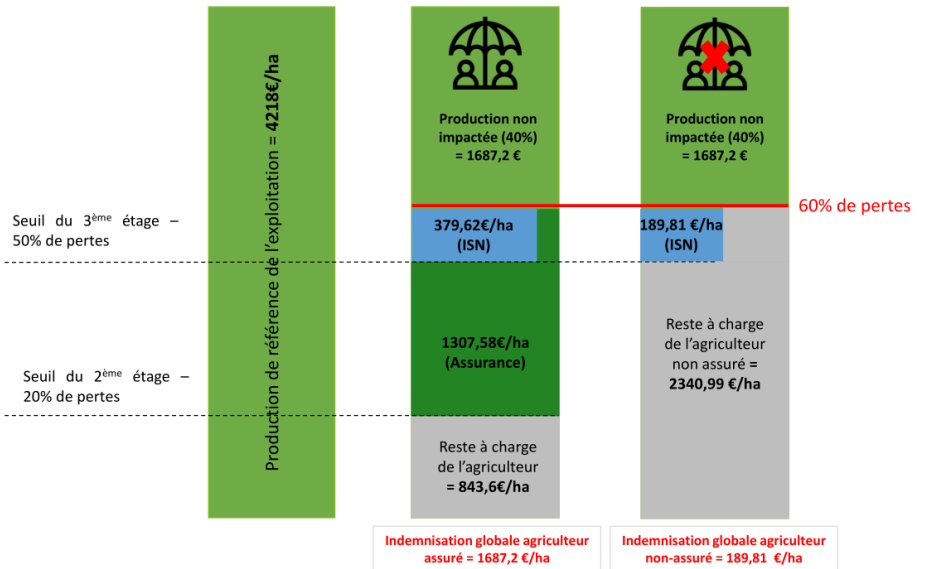 Production de référence de l'exploitation = 4218€/ha
Seuil du 3ème étage –
50% de pertes
Seuil du 2ème étage –
20% de pertes
Production non
impactée (40%)
= 1687,2 €
379,62€/ha
(ISN)
1307,58€/ha
(Assurance)
Reste à charge
de l'agriculteur
= 843,6€/ha
Indemnisation globale agriculteur
assuré = 1687,2 €/ha
Production non
impactée (40%)
= 1687,2 €
60% de pertes
189,81 €/ha
(ISN)
Reste à charge
de l'agriculteur
non assuré =
2340,99 €/ha
Indemnisation globale agriculteur
non-assuré = 189,81 €/ha